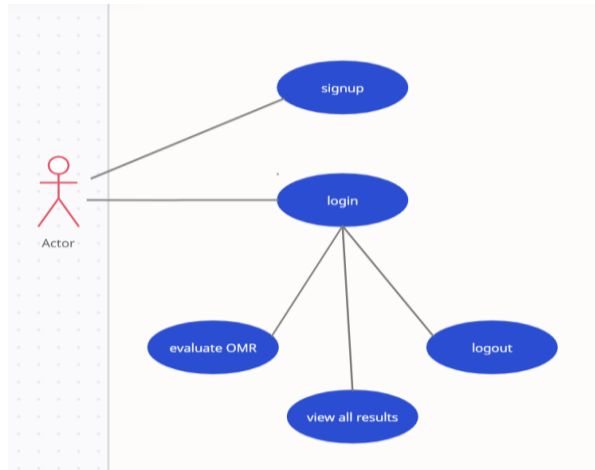 signup
login
Actor
evaluate OMR
logout
view all results